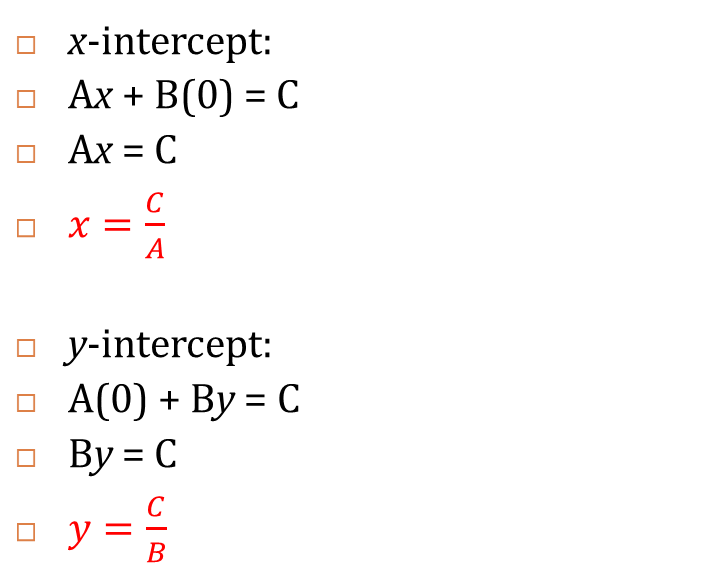 □ x-intercept:
□ Ax + B(0) = C
□ Ax = C
□ x = C/A
□ y-intercept:
□ A(0) + By = C
□ By = C
□ y = C/B